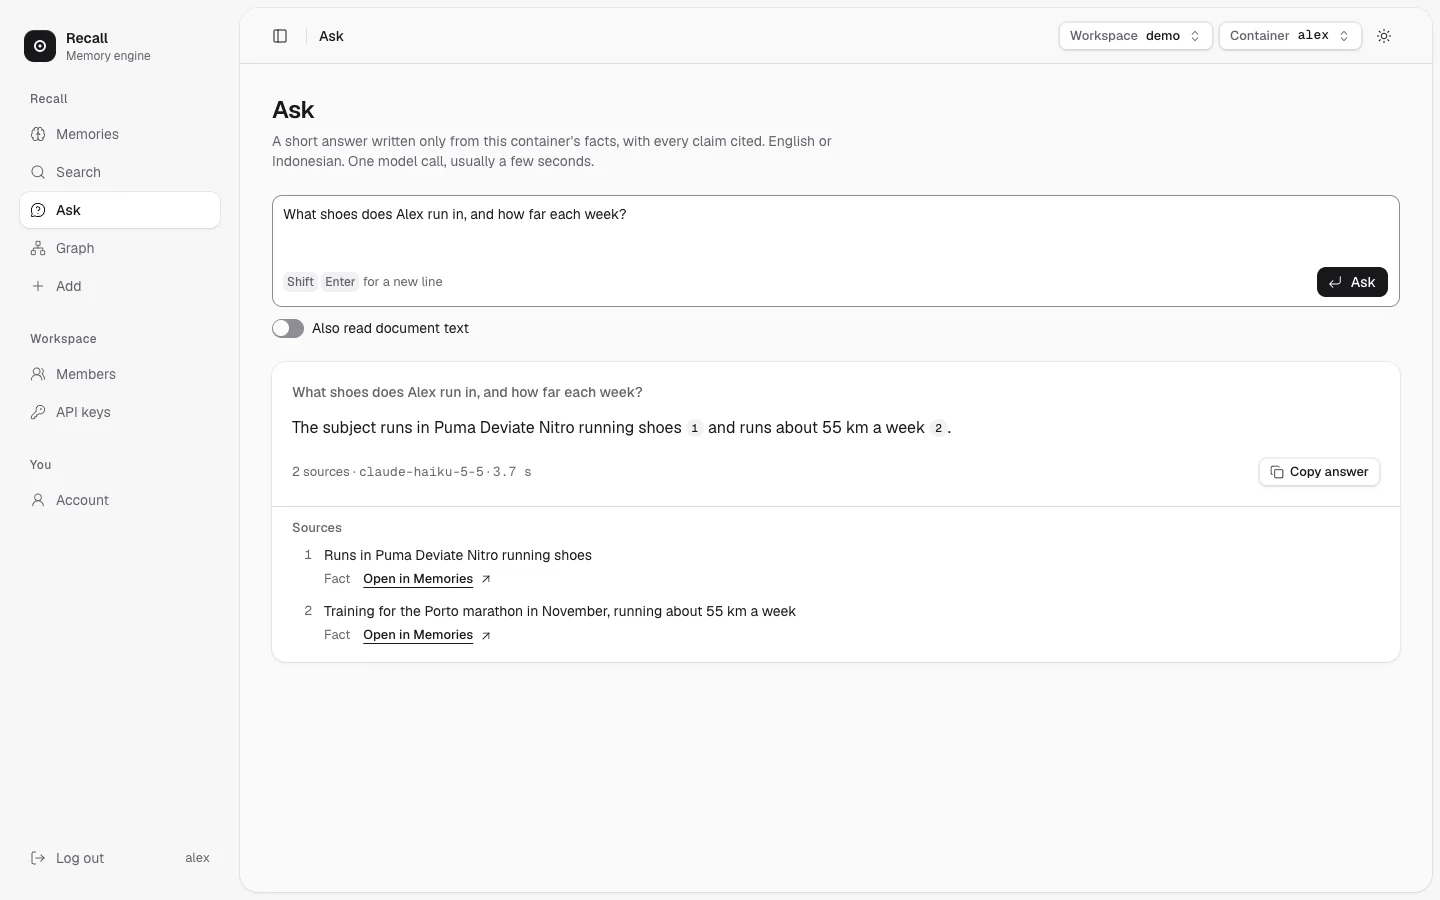 Recall
Memory engine
Recall
Memories
Search
Ask
Graph
Add
Workspace
Members
API keys
You
Account
Log out alex
Ask
Workspace demo
Container alex
Ask
A short answer written only from this container's facts, with every claim cited. English or
Indonesian. One model call, usually a few seconds.
What shoes does Alex run in, and how far each week?
Shift Enter for a new line
Ask
Also read document text
What shoes does Alex run in, and how far each week?
The subject runs in Puma Deviate Nitro running shoes 1 and runs about 55 km a week 2.
2 sources · claude-haiku-5-5 · 3.7 s
Copy answer
Sources
1 Runs in Puma Deviate Nitro running shoes
Fact Open in Memories
2 Training for the Porto marathon in November, running about 55 km a week
Fact Open in Memories